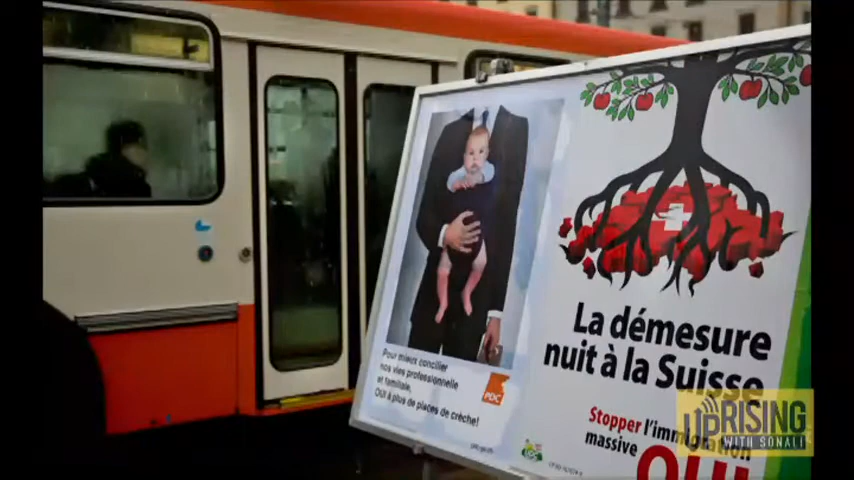 Pour mieux concilier
nos vies professionnelle
et familiale,
OUI à plus de places de crèche!
PDC
La démesure
nuit à la Suisse
Stopper l'immigration
massive
OUI
UPRISING
WITH SONALI